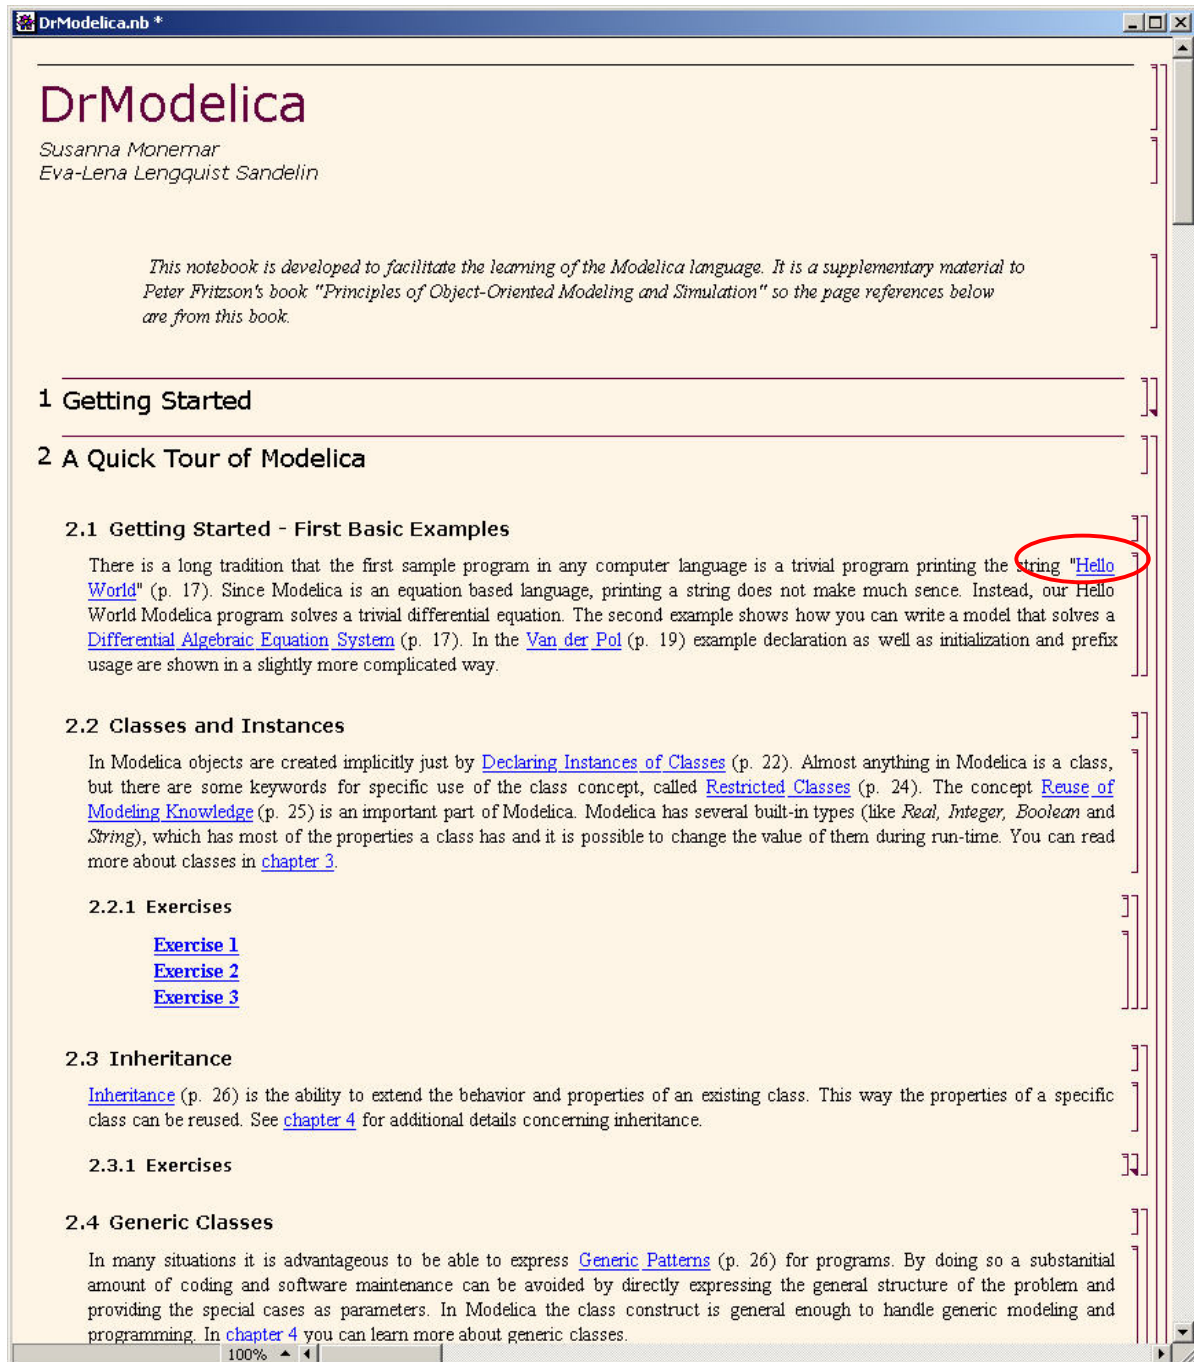 DrModelica.nb *
DrModelica
Susanna Monemar
Eva-Lena Lengquist Sandelin
This notebook is developed to facilitate the learning of the Modelica language. It is a supplementary material to
Peter Fritzson's book "Principles of Object-Oriented Modeling and Simulation" so the page references below
are from this book.
1 Getting Started
2 A Quick Tour of Modelica
2.1 Getting Started - First Basic Examples
There is a long tradition that the first sample program in any computer language is a trivial program printing the string "Hello
World" (p. 17). Since Modelica is an equation based language, printing a string does not make much sence. Instead, our Hello
World Modelica program solves a trivial differential equation. The second example shows how you can write a model that solves a
Differential Algebraic Equation System (p. 17). In the Van der Pol (p. 19) example declaration as well as initialization and prefix
usage are shown in a slightly more complicated way.
2.2 Classes and Instances
In Modelica objects are created implicitly just by Declaring Instances of Classes (p. 22). Almost anything in Modelica is a class,
but there are some keywords for specific use of the class concept, called Restricted Classes (p. 24). The concept Reuse of
Modeling Knowledge (p. 25) is an important part of Modelica. Modelica has several built-in types (like Real, Integer, Boolean and
String), which has most of the properties a class has and it is possible to change the value of them during run-time. You can read
more about classes in chapter 3.
2.2.1 Exercises
Exercise 1
Exercise 2
Exercise 3
2.3 Inheritance
Inheritance (p. 26) is the ability to extend the behavior and properties of an existing class. This way the properties of a specific
class can be reused. See chapter 4 for additional details concerning inheritance.
2.3.1 Exercises
2.4 Generic Classes
In many situations it is advantageous to be able to express Generic Patterns (p. 26) for programs. By doing so a substanitial
amount of coding and software maintenance can be avoided by directly expressing the general structure of the problem and
providing the special cases as parameters. In Modelica the class construct is general enough to handle generic modeling and
programming. In chapter 4 you can learn more about generic classes.
100%